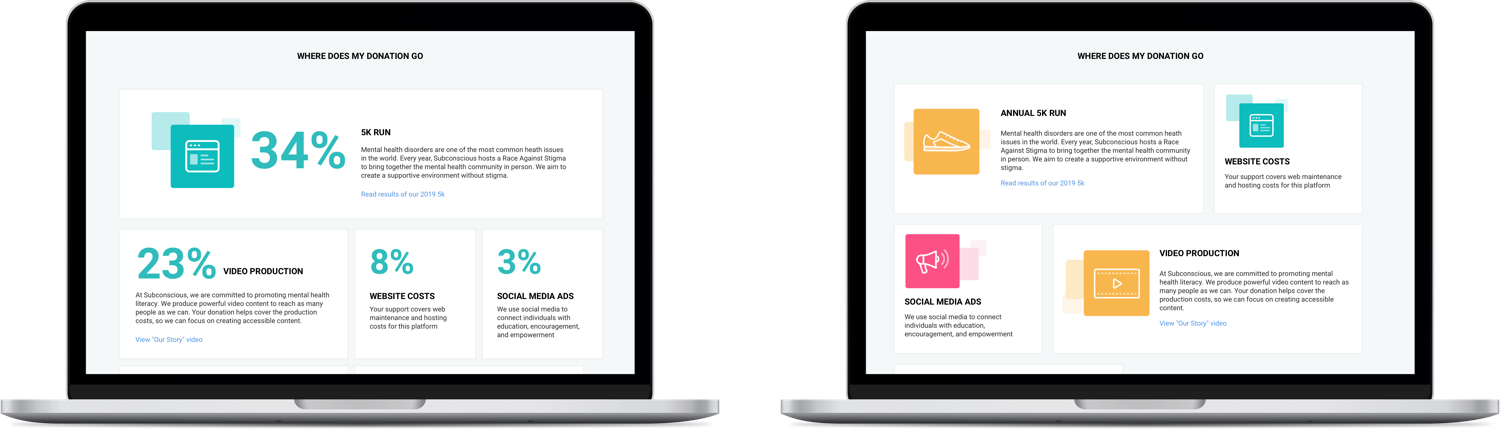 WHERE DOES MY DONATION GO
34%
5K RUN
Mental health disorders are one of the most common heath issues
in the world. Every year, Subconscious hosts a Race Against Stigma
to bring together the mental health community in person. We aim to
create a supportive environment without stigma.
Read results of our 2019 5k
23% VIDEO PRODUCTION
At Subconscious, we are committed to promoting mental health
literacy. We produce powerful video content to reach as many
people as we can. Your donation helps cover the production
costs, so we can focus on creating accessible content.
View "Our Story" video
8%
WEBSITE COSTS
Your support covers web
maintenance and hosting
costs for this platform
3%
SOCIAL MEDIA ADS
We use social media to
connect individuals with
education, encouragement,
and empowerment
WHERE DOES MY DONATION GO
ANNUAL 5K RUN
Mental health disorders are one of the most common heath
issues in the world. Every year, Subconscious hosts a Race
Against Stigma to bring together the mental health community
in person. We aim to create a supportive environment without
stigma.
Read results of our 2019 5k
WEBSITE COSTS
Your support covers web maintenance
and hosting costs for this platform
SOCIAL MEDIA ADS
We use social media to connect
individuals with education,
encouragement, and empowerment
VIDEO PRODUCTION
At Subconscious, we are committed to promoting mental
health literacy. We produce powerful video content to reach as
many people as we can. Your donation helps cover the
production costs, so we can focus on creating accessible
content.
View "Our Story" video